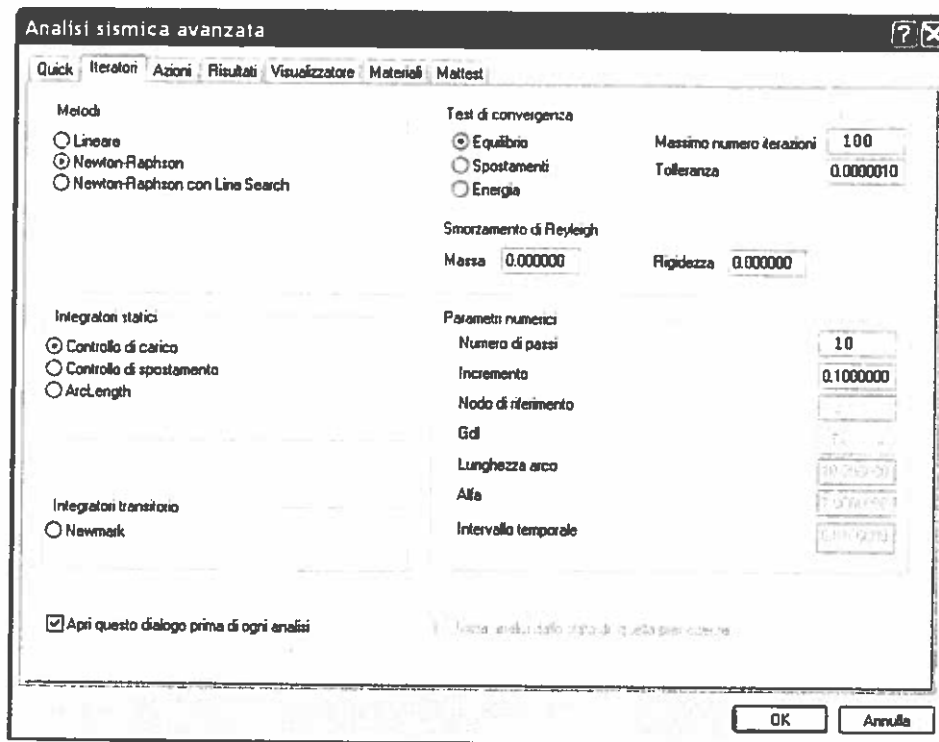 Analisi sismica avanzata
Quick Iteratori Azioni Risultati Visualizzatore Materiali Mattest
Metodi
Lineare
Newton-Raphson
Newton-Raphson con Line Search
Test di convergenza
Equilibrio
Spostamenti
Energia
Massimo numero iterazioni 100
Tolleranza 0.0000010
Smorzamento di Reyleigh
Massa 0.000000 Rigidezza 0.000000
Integratori statici
Controllo di carico
Controllo di spostamento
ArcLength
Parametri numerici
Numero di passi 10
Incremento 0.1000000
Nodo di riferimento
Gdl
Lunghezza arco
Alfa
Intervallo temporale
Integratori transitorio
Newmark
Apri questo dialogo prima di ogni analisi
OK Annulla